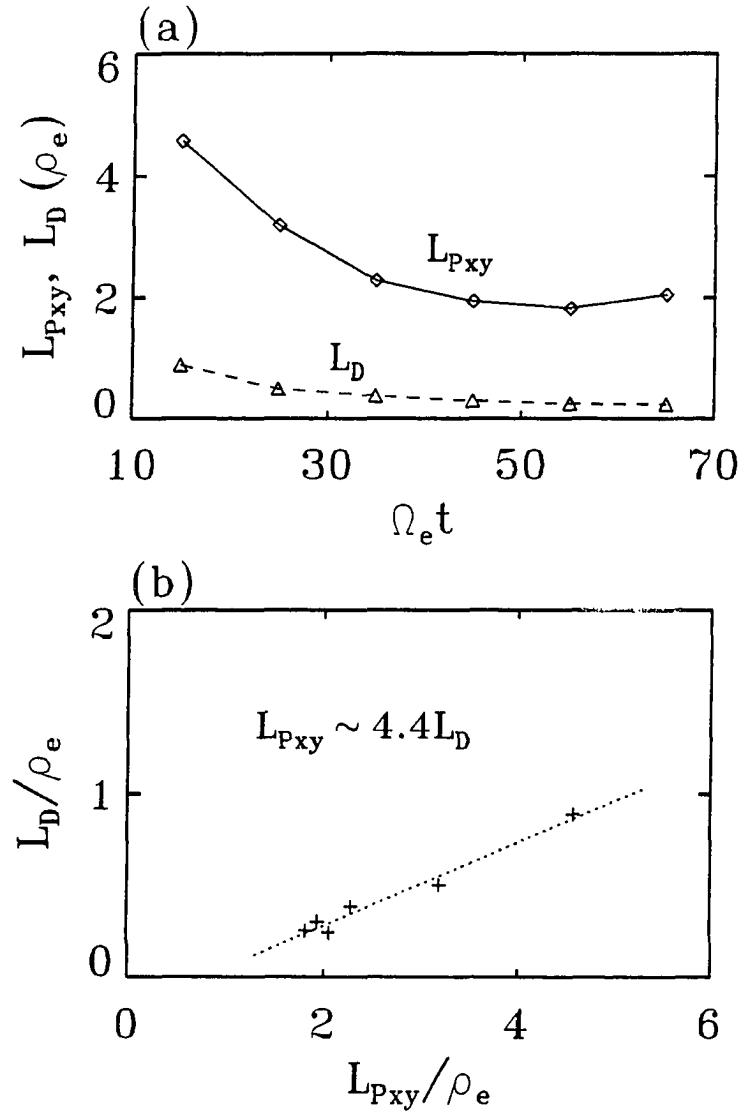 (a)
6
4
2
0
L_Pxy, L_D (ρ_e)
L_Pxy
L_D
10 30 50 70
Ω_e t
(b)
2
1
0
L_D/ρ_e
L_Pxy ~ 4.4L_D
0 2 4 6
L_Pxy/ρ_e